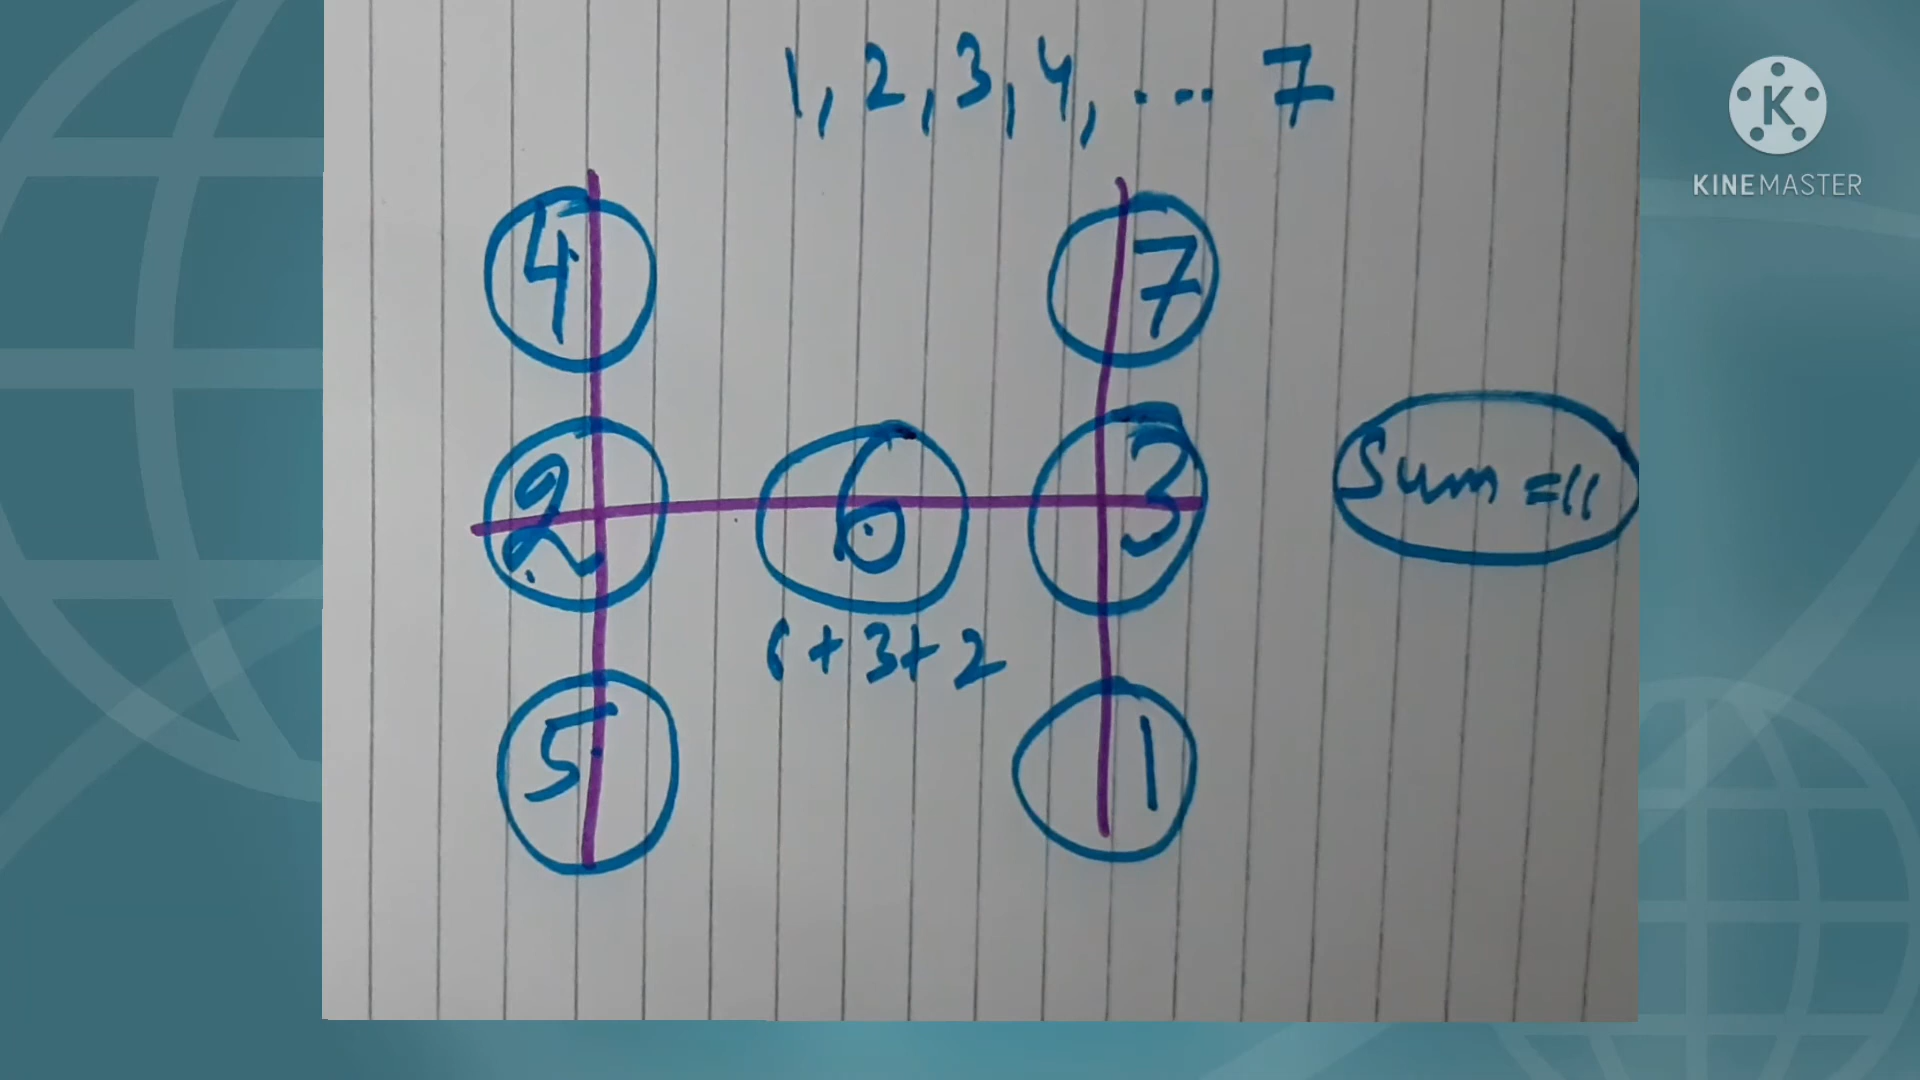 1, 2, 3, 4, ... 7
K
KINEMASTER
4 7
2 6 3
Sum = 11
6 + 3 + 2
5 1